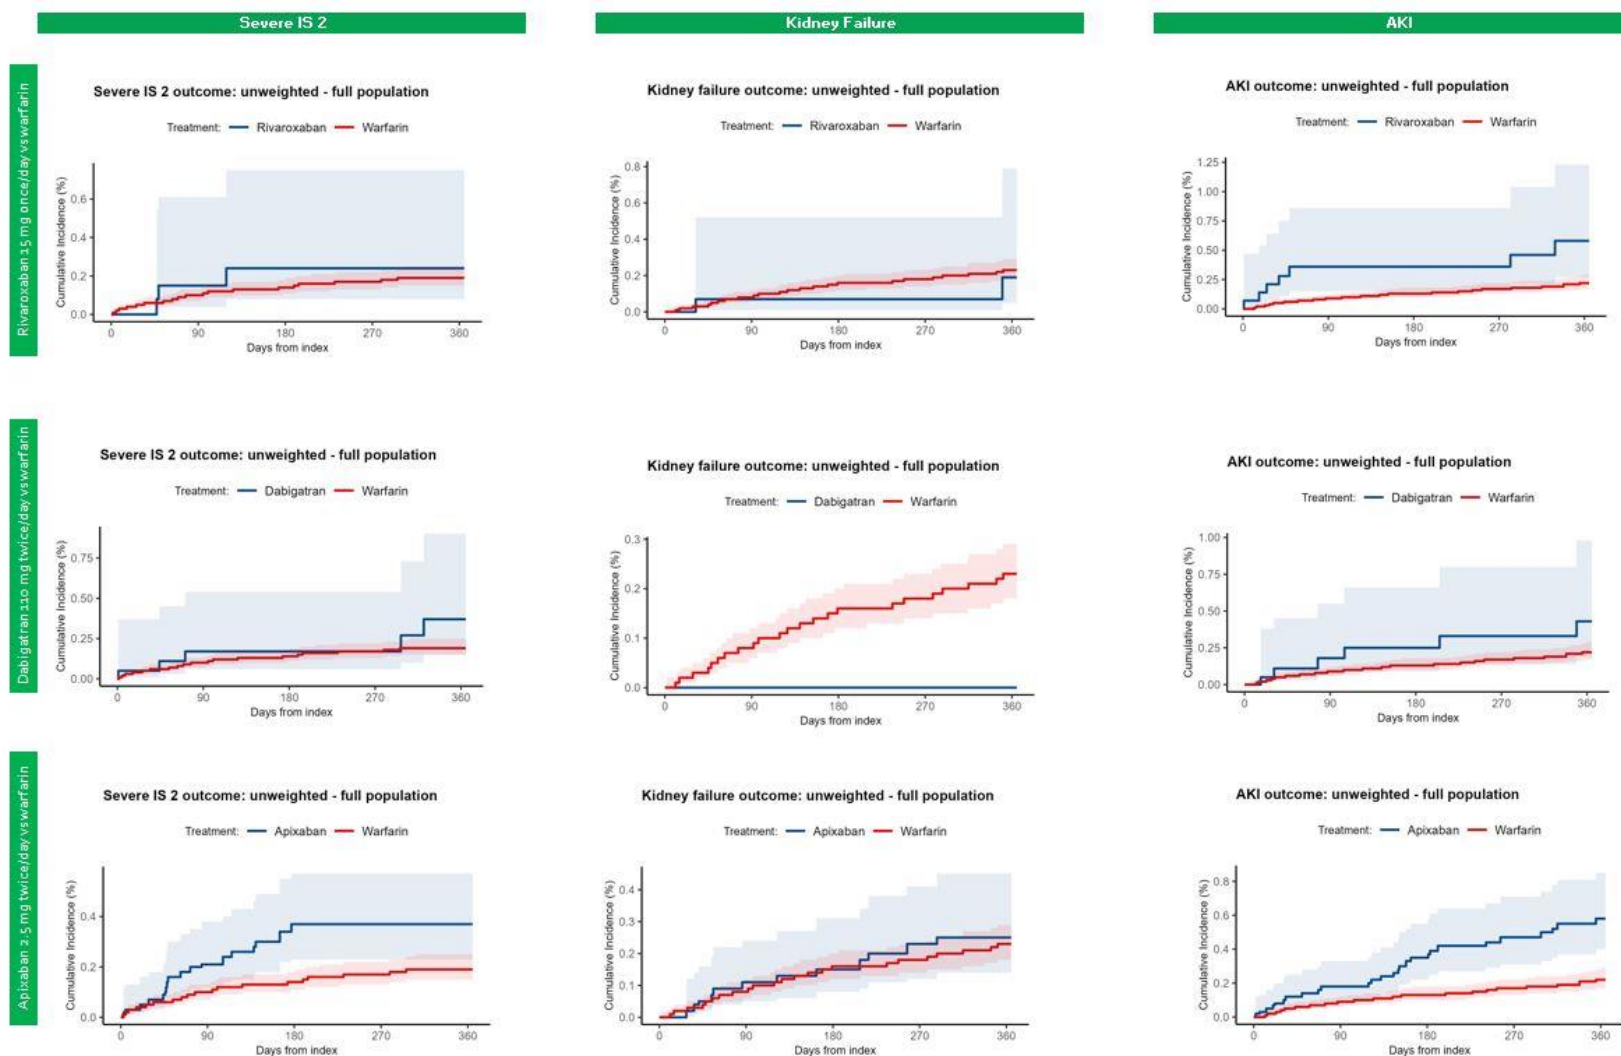 Severe IS 2
Kidney Failure
AKI
Rivaroxaban 15 mg once/day vs warfarin
Severe IS 2 outcome: unweighted - full population
Treatment: Rivaroxaban Warfarin
Cumulative Incidence (%)
0.6
0.4
0.2
0.0
0 90 180 270 360
Days from index
Kidney failure outcome: unweighted - full population
Treatment: Rivaroxaban Warfarin
Cumulative Incidence (%)
0.8
0.6
0.4
0.2
0.0
0 90 180 270 360
Days from index
AKI outcome: unweighted - full population
Treatment: Rivaroxaban Warfarin
Cumulative Incidence (%)
1.25
1.00
0.75
0.50
0.25
0.00
0 90 180 270 360
Days from index
Dabigatran 110 mg twice/day vs warfarin
Severe IS 2 outcome: unweighted - full population
Treatment: Dabigatran Warfarin
Cumulative Incidence (%)
0.75
0.50
0.25
0.00
0 90 180 270 360
Days from index
Kidney failure outcome: unweighted - full population
Treatment: Dabigatran Warfarin
Cumulative Incidence (%)
0.3
0.2
0.1
0.0
0 90 180 270 360
Days from index
AKI outcome: unweighted - full population
Treatment: Dabigatran Warfarin
Cumulative Incidence (%)
1.00
0.75
0.50
0.25
0.00
0 90 180 270 360
Days from index
Apixaban 2.5 mg twice/day vs warfarin
Severe IS 2 outcome: unweighted - full population
Treatment: Apixaban Warfarin
Cumulative Incidence (%)
0.4
0.2
0.0
0 90 180 270 360
Days from index
Kidney failure outcome: unweighted - full population
Treatment: Apixaban Warfarin
Cumulative Incidence (%)
0.4
0.3
0.2
0.1
0.0
0 90 180 270 360
Days from index
AKI outcome: unweighted - full population
Treatment: Apixaban Warfarin
Cumulative Incidence (%)
0.8
0.6
0.4
0.2
0.0
0 90 180 270 360
Days from index